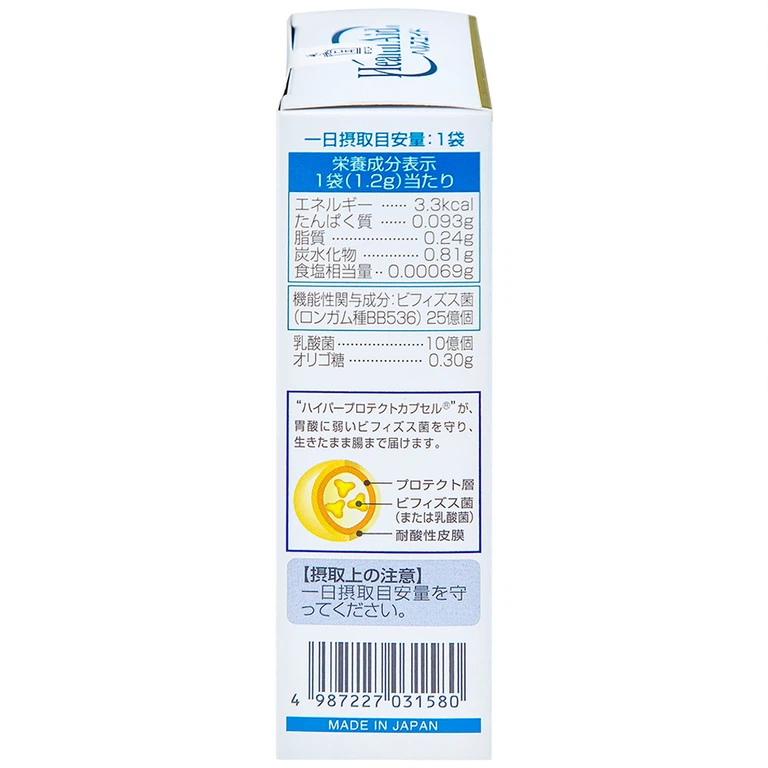 Health Aid®
ヘルスエイド
一日摂取目安量:1袋
栄養成分表示
1袋(1.2g)当たり
エネルギー …… 3.3kcal
たんぱく質 …… 0.093g
脂質 ……………… 0.24g
炭水化物 ………… 0.81g
食塩相当量‥ 0.00069g
機能性関与成分:ビフィズス菌
(ロンガム種BB536) 25億個
乳酸菌……………… 10億個
オリゴ糖 …………… 0.30g
“ハイパープロテクトカプセル®”が、
胃酸に弱いビフィズス菌を守り、
生きたまま腸まで届けます。
プロテクト層
ビフィズス菌
(または乳酸菌)
耐酸性皮膜
【摂取上の注意】
一日摂取目安量を守
ってください。
4 987227 031580
MADE IN JAPAN